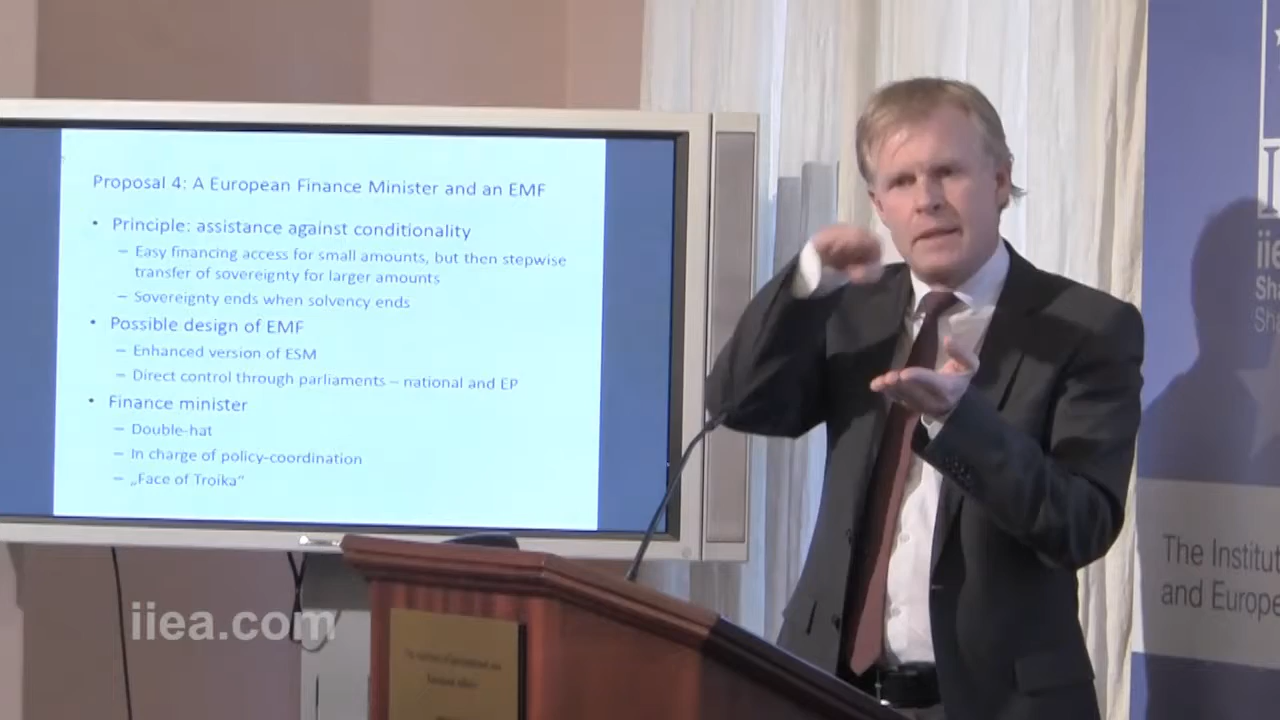 Proposal 4: A European Finance Minister and an EMF
• Principle: assistance against conditionality
– Easy financing access for small amounts, but then stepwise
transfer of sovereignty for larger amounts
– Sovereignty ends when solvency ends
• Possible design of EMF
– Enhanced version of ESM
– Direct control through parliaments – national and EP
• Finance minister
– Double-hat
– In charge of policy-coordination
– „Face of Troika“
iiea.com
iie
Sha
Sh
The Institut
and Europe